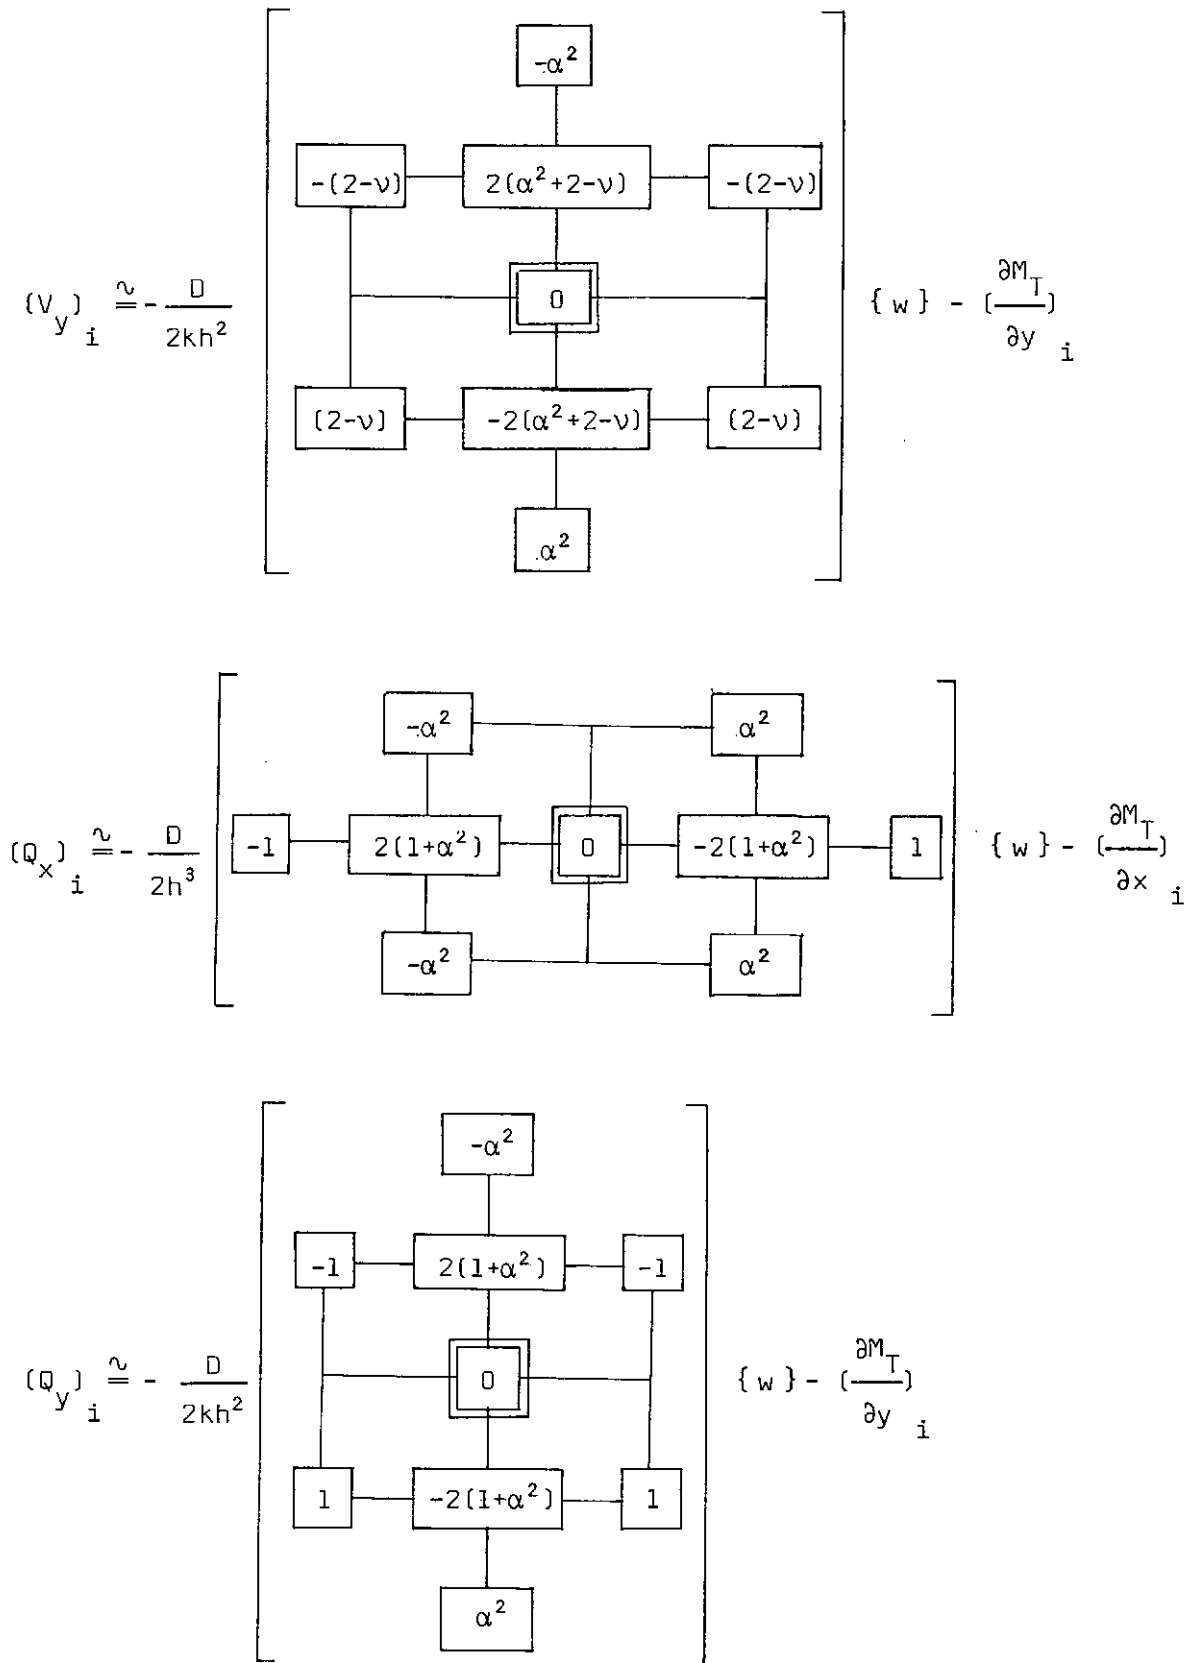 -α²
-(2-ν) 2(α²+2-ν) -(2-ν)
(V_y)_i ≅ - D/2kh² 0 {w} - (∂M_T/∂y)_i
(2-ν) -2(α²+2-ν) (2-ν)
α²
-α² α²
(Q_x)_i ≅ - D/2h³ -1 2(1+α²) 0 -2(1+α²) 1 {w} - (∂M_T/∂x)_i
-α² α²
-α²
-1 2(1+α²) -1
(Q_y)_i ≅ - D/2kh² 0 {w} - (∂M_T/∂y)_i
1 -2(1+α²) 1
α²